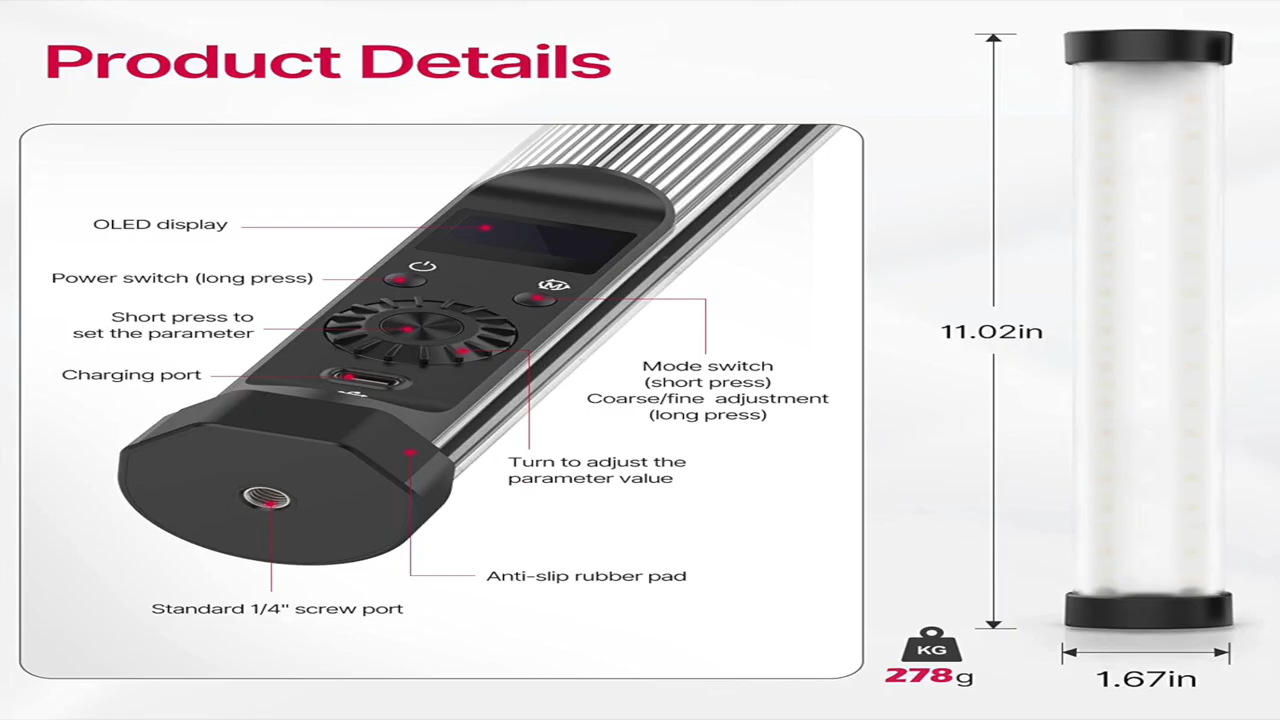 Product Details
OLED display
Power switch (long press)
Short press to
set the parameter
Charging port
M
Mode switch
(short press)
Coarse/fine adjustment
(long press)
Turn to adjust the
parameter value
Anti-slip rubber pad
Standard 1/4" screw port
11.02in
KG
278g
1.67in